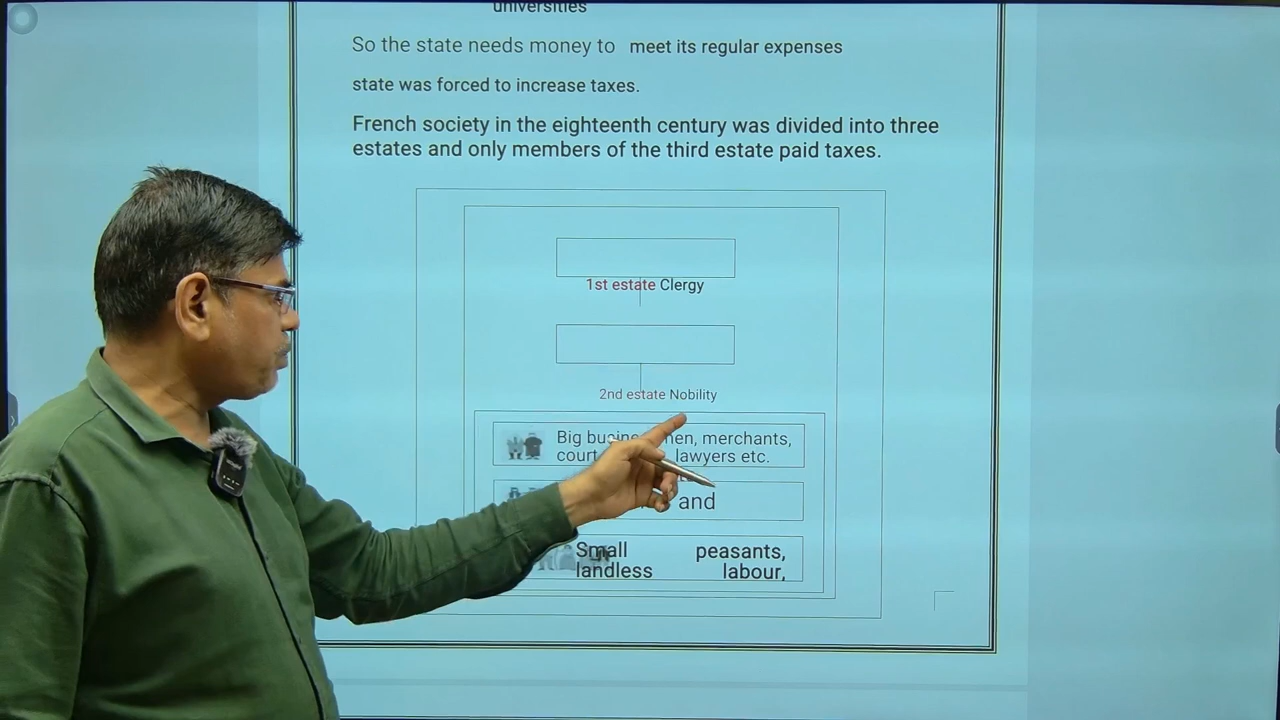 universities
So the state needs money to meet its regular expenses
state was forced to increase taxes.
French society in the eighteenth century was divided into three
estates and only members of the third estate paid taxes.
1st estate Clergy
2nd estate Nobility
Big men, merchants,
court lawyers etc.
and
Small peasants,
landless labour,